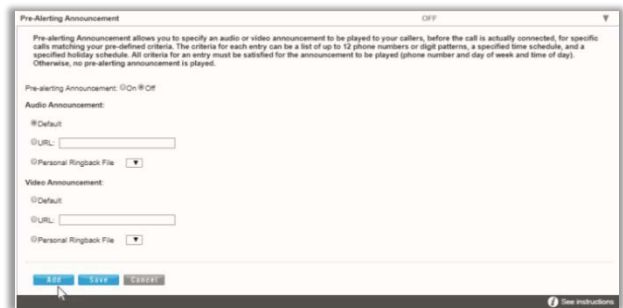 Pre-Alerting Announcement OFF
Pre-alerting Announcement allows you to specify an audio or video announcement to be played to your callers, before the call is actually connected, for specific
calls matching your pre-defined criteria. The criteria for each entry can be a list of up to 12 phone numbers or digit patterns, a specified time schedule, and a
specified holiday schedule. All criteria for an entry must be satisfied for the announcement to be played (phone number and day of week and time of day).
Otherwise, no pre-alerting announcement is played.
Pre-alerting Announcement: On Off
Audio Announcement:
Default
URL:
Personal Ringback File
Video Announcement:
Default
URL:
Personal Ringback File
Add Save Cancel
See instructions